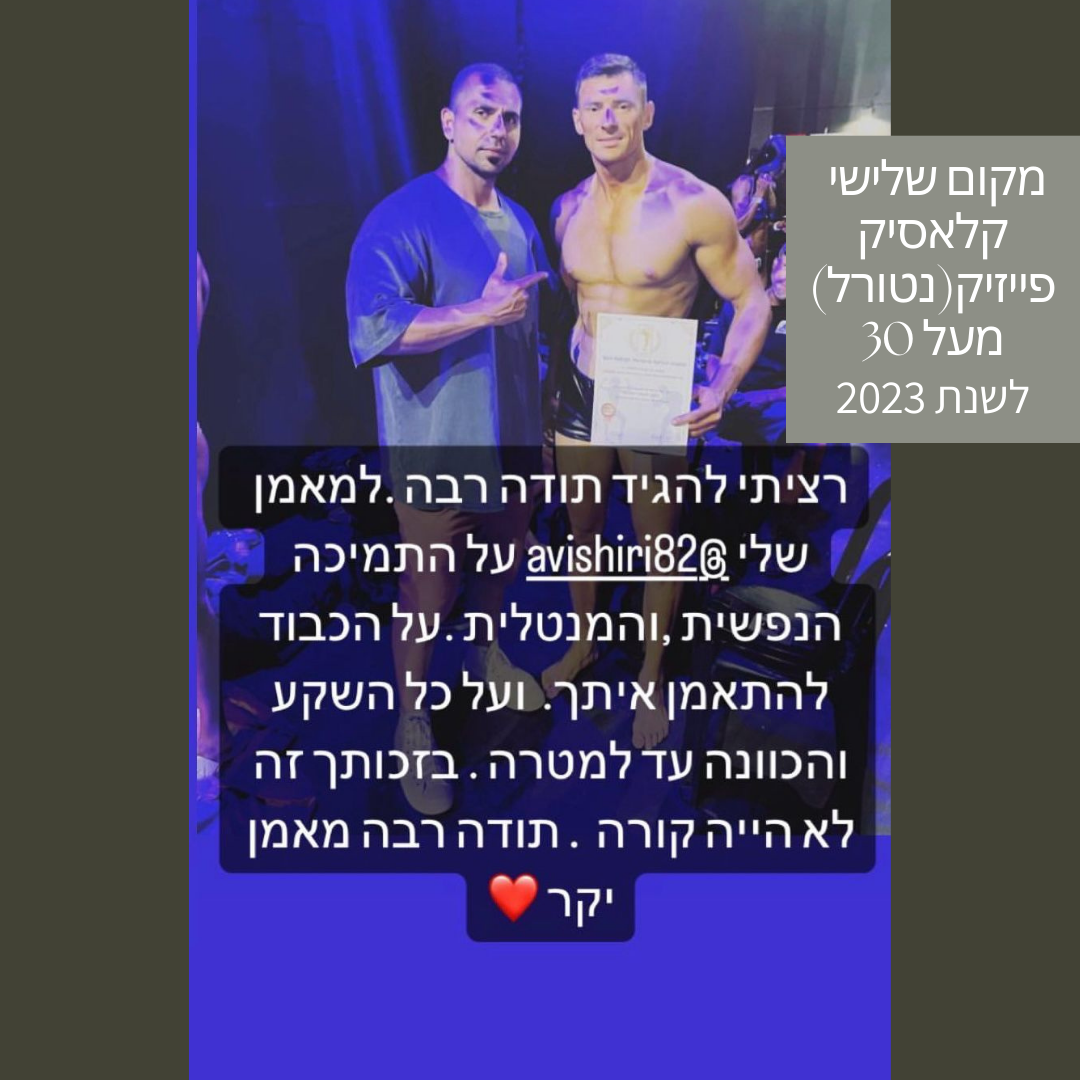 מקום שלישי
קלאסיק
פייזיק(נטורל)
מעל 30
לשנת 2023
רציתי להגיד תודה רבה .למאמן
שלי @avishiri82 על התמיכה
הנפשית ,והמנטלית .על הכבוד
להתאמן איתך. ועל כל השקע
והכוונה עד למטרה . בזכותך זה
לא הייה קורה . תודה רבה מאמן
יקר ❤️